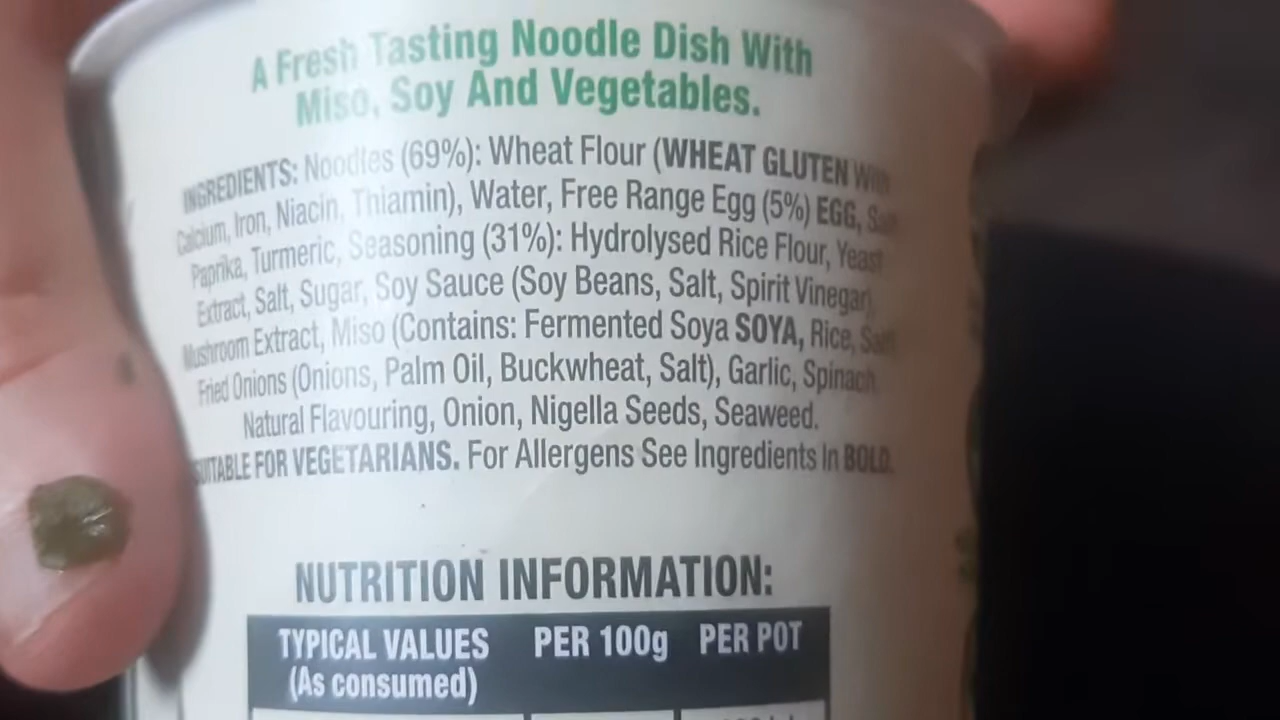 A Fresh Tasting Noodle Dish With
Miso, Soy And Vegetables.
INGREDIENTS: Noodles (69%): Wheat Flour (WHEAT GLUTEN With
Calcium, Iron, Niacin, Thiamin), Water, Free Range Egg (5%) EGG, Salt
Paprika, Turmeric, Seasoning (31%): Hydrolysed Rice Flour, Yeast
Extract, Salt, Sugar, Soy Sauce (Soy Beans, Salt, Spirit Vinegar),
Mushroom Extract, Miso (Contains: Fermented Soya SOYA, Rice, Salt
Fried Onions (Onions, Palm Oil, Buckwheat, Salt), Garlic, Spinach
Natural Flavouring, Onion, Nigella Seeds, Seaweed.
SUITABLE FOR VEGETARIANS. For Allergens See Ingredients In BOLD.
NUTRITION INFORMATION:
TYPICAL VALUES PER 100g PER POT
(As consumed)